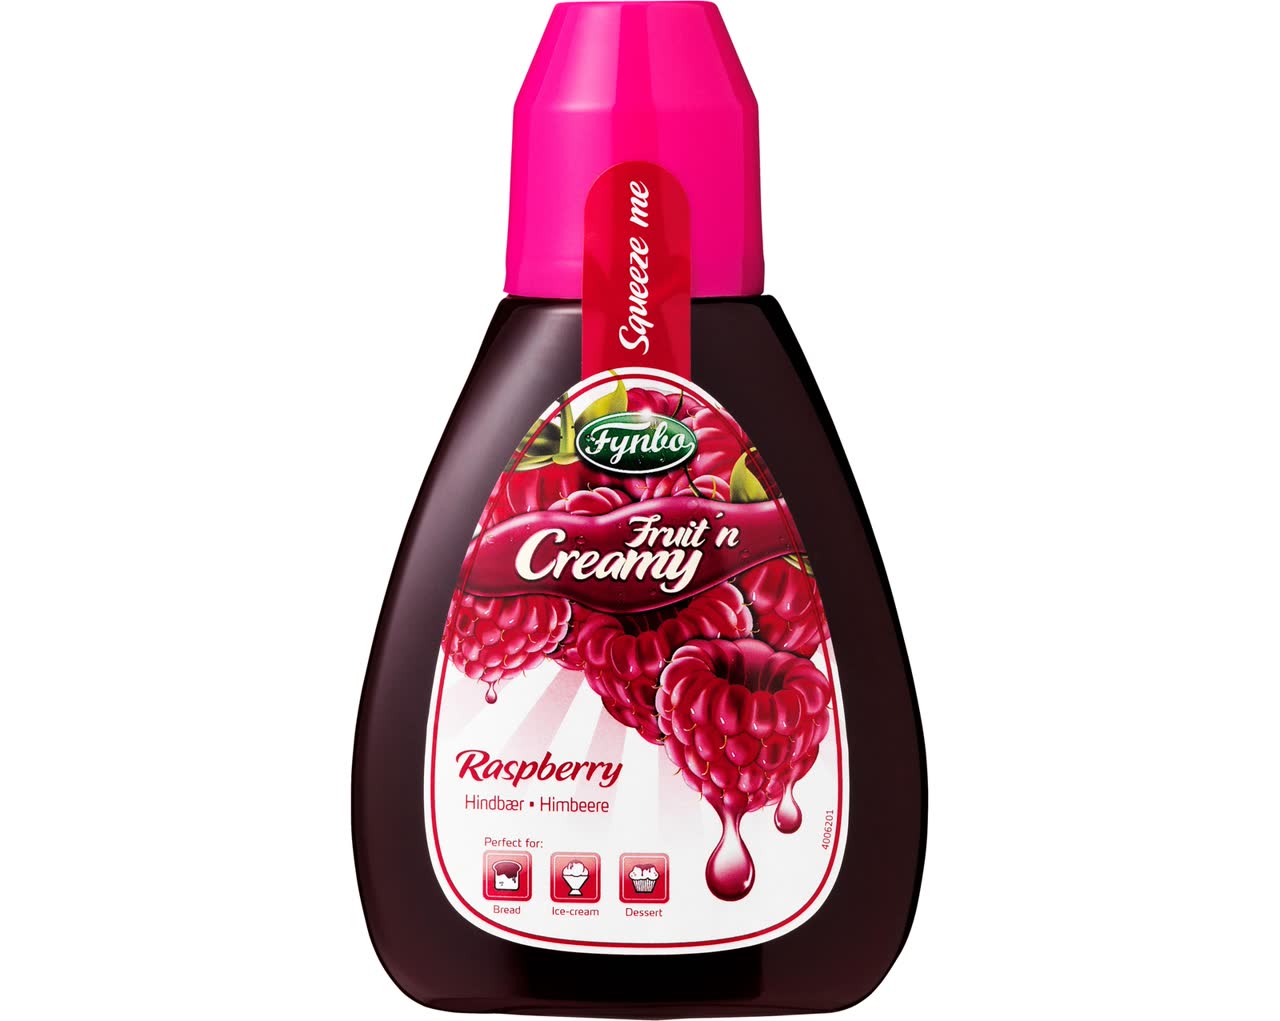 Squeeze me
Fynbo
Fruit'n
Creamy
Raspberry
Hindbær • Himbeere
Perfect for:
Bread Ice-cream Dessert
4006201